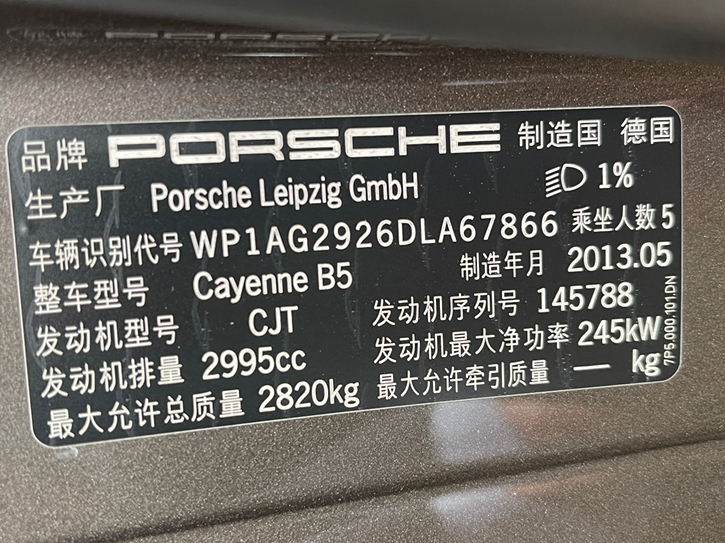 品牌 PORSCHE 制造国 德国
生产厂 Porsche Leipzig GmbH 1%
车辆识别代号 WP1AG2926DLA67866 乘坐人数 5
整车型号 Cayenne B5 制造年月 2013.05
发动机型号 CJT 发动机序列号 145788
发动机排量 2995cc 发动机最大净功率 245kW
最大允许总质量 2820kg 最大允许牵引质量 — kg
7P5.000.101.DN